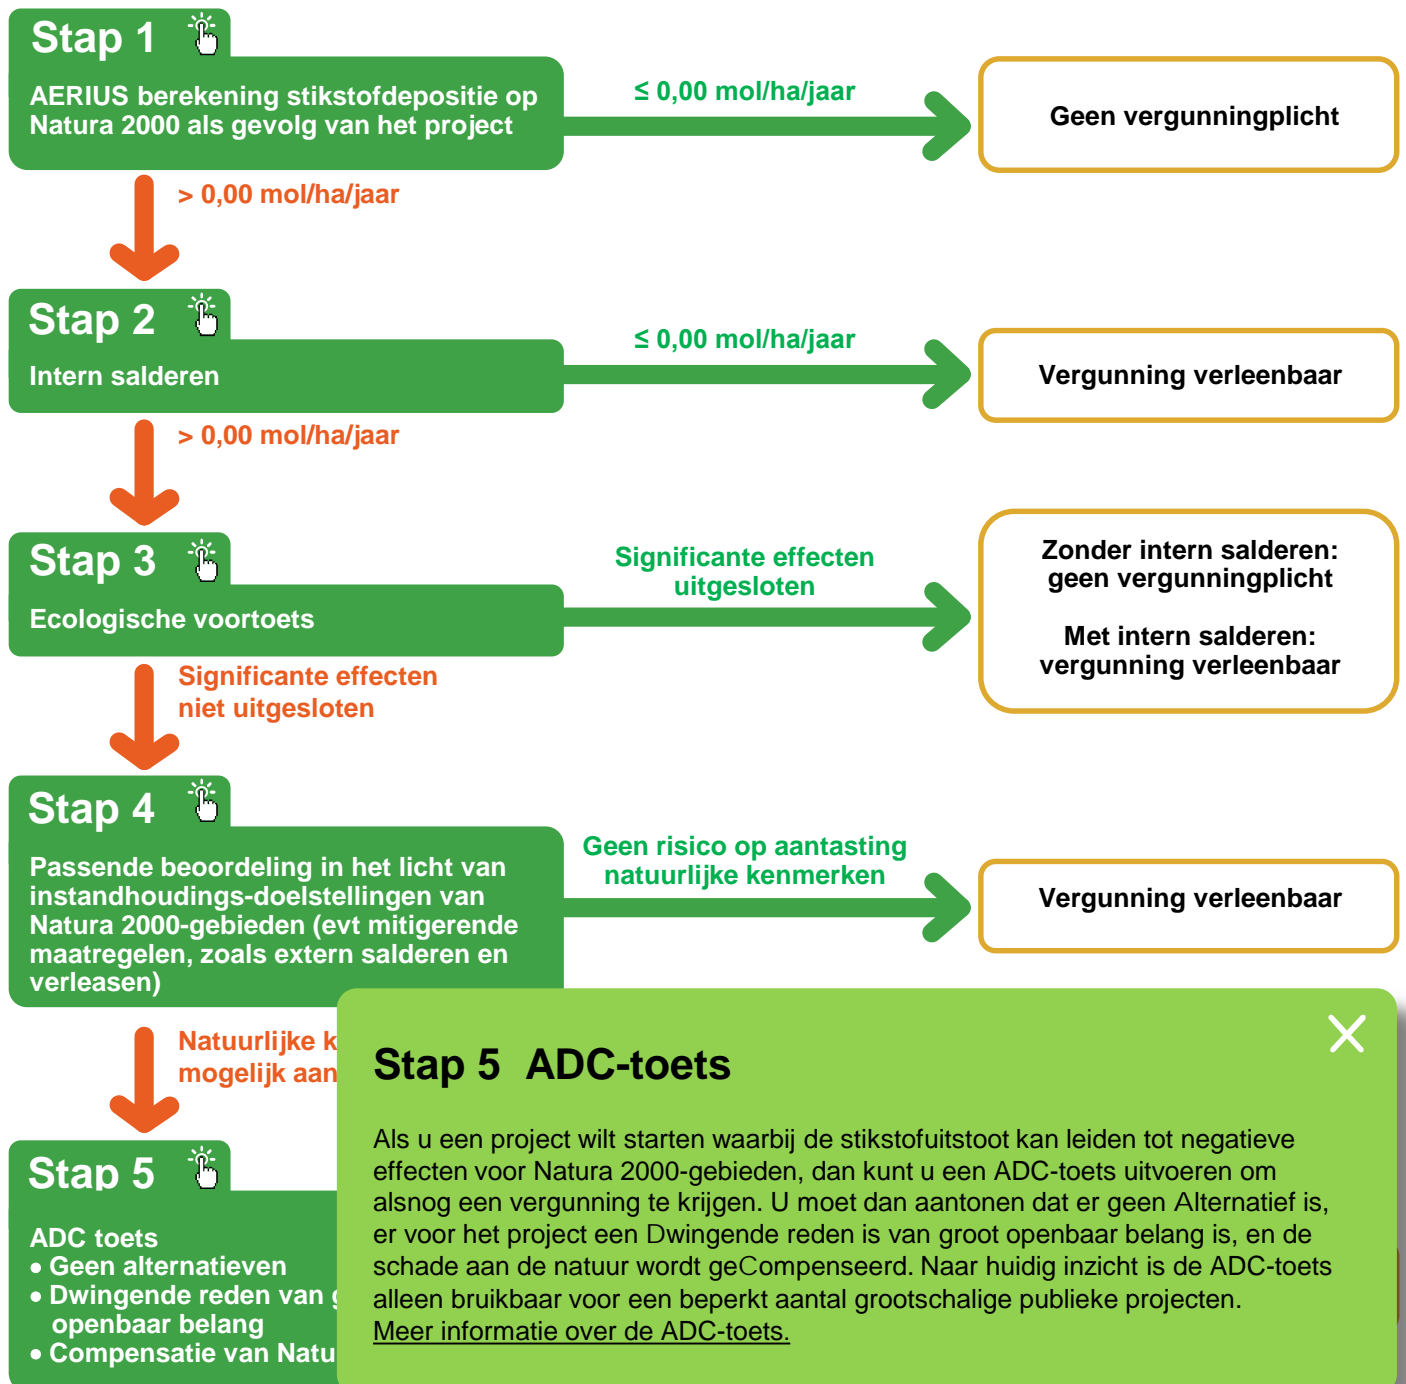 Stap 1
AERIUS berekening stikstofdepositie op
Natura 2000 als gevolg van het project
≤ 0,00 mol/ha/jaar
Geen vergunningplicht
> 0,00 mol/ha/jaar
Stap 2
Intern salderen
≤ 0,00 mol/ha/jaar
Vergunning verleenbaar
> 0,00 mol/ha/jaar
Stap 3
Ecologische voortoets
Significante effecten
uitgesloten
Zonder intern salderen:
geen vergunningplicht
Met intern salderen:
vergunning verleenbaar
Significante effecten
niet uitgesloten
Stap 4
Passende beoordeling in het licht van
instandhoudings-doelstellingen van
Natura 2000-gebieden (evt mitigerende
maatregelen, zoals extern salderen en
verleasen)
Geen risico op aantasting
natuurlijke kenmerken
Vergunning verleenbaar
Natuurlijke
mogelijk
Stap 5
ADC toets
• Geen alternatieven
• Dwingende reden van
openbaar belang
• Compensatie van
Stap 5 ADC-toets
Als u een project wilt starten waarbij de stikstofuitstoot kan leiden tot negatieve
effecten voor Natura 2000-gebieden, dan kunt u een ADC-toets uitvoeren om
alsnog een vergunning te krijgen. U moet dan aantonen dat er geen Alternatief is,
er voor het project een Dwingende reden is van groot openbaar belang is, en de
schade aan de natuur wordt geCompenseerd. Naar huidig inzicht is de ADC-toets
alleen bruikbaar voor een beperkt aantal grootschalige publieke projecten.
Meer informatie over de ADC-toets.